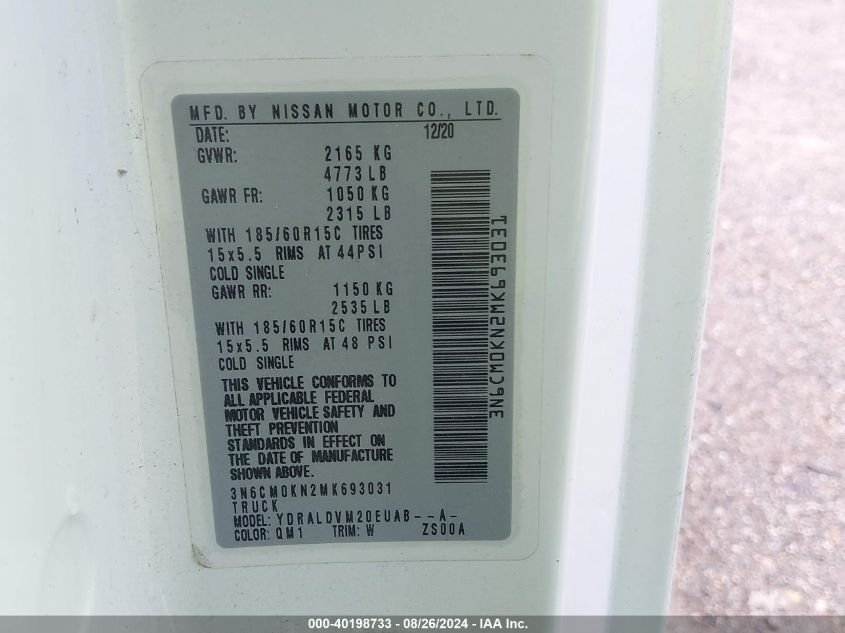 MFD. BY NISSAN MOTOR CO., LTD.
DATE: 12/20
GVWR: 2165 KG
4773 LB
GAWR FR: 1050 KG
2315 LB
WITH 185/60R15C TIRES
15x5.5 RIMS AT 44PSI
COLD SINGLE
GAWR RR: 1150 KG
2535 LB
WITH 185/60R15C TIRES
15x5.5 RIMS AT 48 PSI
COLD SINGLE
THIS VEHICLE CONFORMS TO
ALL APPLICABLE FEDERAL
MOTOR VEHICLE SAFETY AND
THEFT PREVENTION
STANDARDS IN EFFECT ON
THE DATE OF MANUFACTURE
SHOWN ABOVE.
3N6CM0KN2MK693031
TRUCK
MODEL: YDRALDVM20EUAB--A-
COLOR: QM1 TRIM: W ZS00A
3N6CM0KN2MK693031
000-40198733 - 08/26/2024 - IAA Inc.